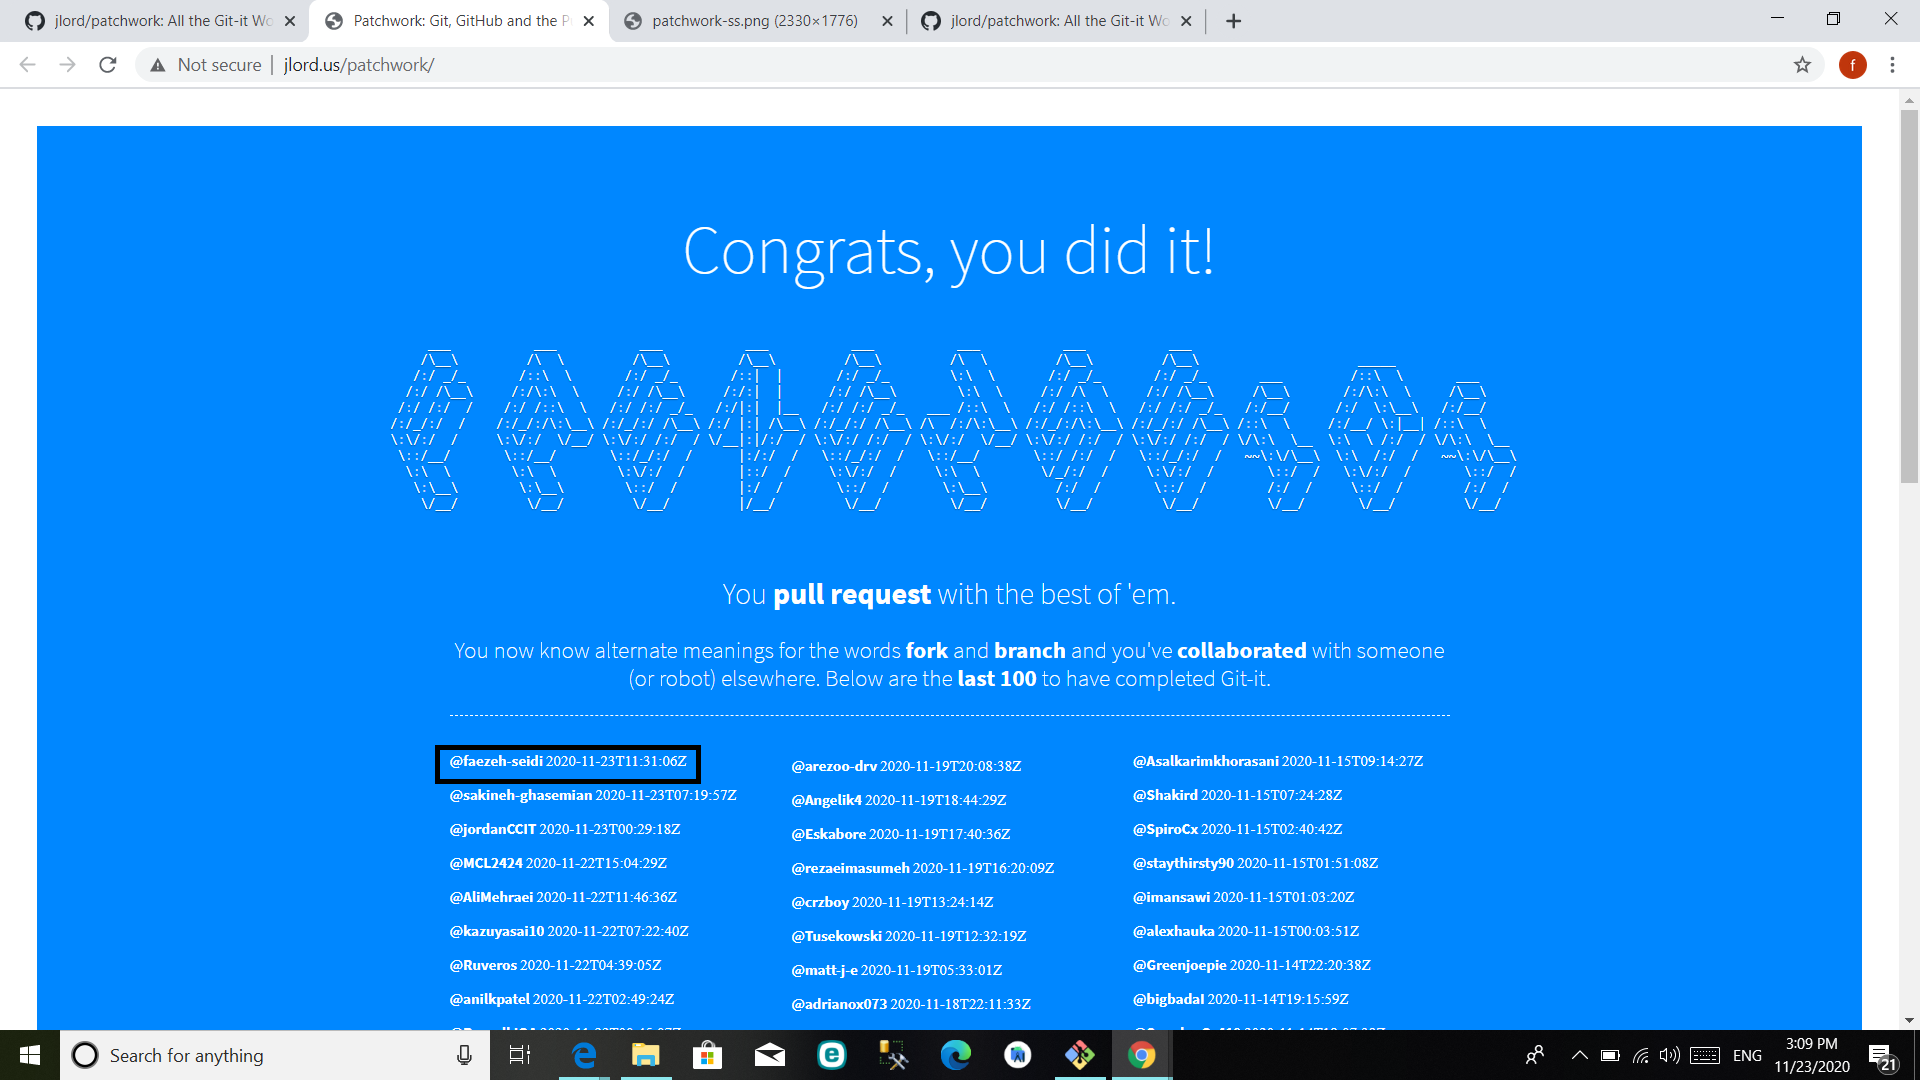 jlord/patchwork: All the Git-it Wo
Patchwork: Git, GitHub and the P
patchwork-ss.png (2330×1776)
jlord/patchwork: All the Git-it Wo
Not secure | jlord.us/patchwork/
f
Congrats, you did it!
You pull request with the best of 'em.
You now know alternate meanings for the words fork and branch and you've collaborated with someone
(or robot) elsewhere. Below are the last 100 to have completed Git-it.
@faezeh-seidi 2020-11-23T11:31:06Z
@sakineh-ghasemian 2020-11-23T07:19:57Z
@jordanCCIT 2020-11-23T00:29:18Z
@MCL2424 2020-11-22T15:04:29Z
@AliMehraei 2020-11-22T11:46:36Z
@kazuyasai10 2020-11-22T07:22:40Z
@Ruveros 2020-11-22T04:39:05Z
@anilkpatel 2020-11-22T02:49:24Z
@arezoo-drv 2020-11-19T20:08:38Z
@Angelik4 2020-11-19T18:44:29Z
@Eskabore 2020-11-19T17:40:36Z
@rezaeimasumeh 2020-11-19T16:20:09Z
@crzboy 2020-11-19T13:24:14Z
@Tusekowski 2020-11-19T12:32:19Z
@matt-j-e 2020-11-19T05:33:01Z
@adrianox073 2020-11-18T22:11:33Z
@Asalkarimkhorasani 2020-11-15T09:14:27Z
@Shakird 2020-11-15T07:24:28Z
@SpiroCx 2020-11-15T02:40:42Z
@staythirsty90 2020-11-15T01:51:08Z
@imansawi 2020-11-15T01:03:20Z
@alexhauka 2020-11-15T00:03:51Z
@Greenjoepie 2020-11-14T22:20:38Z
@bigbadaI 2020-11-14T19:15:59Z
Search for anything
ENG
3:09 PM
11/23/2020
21